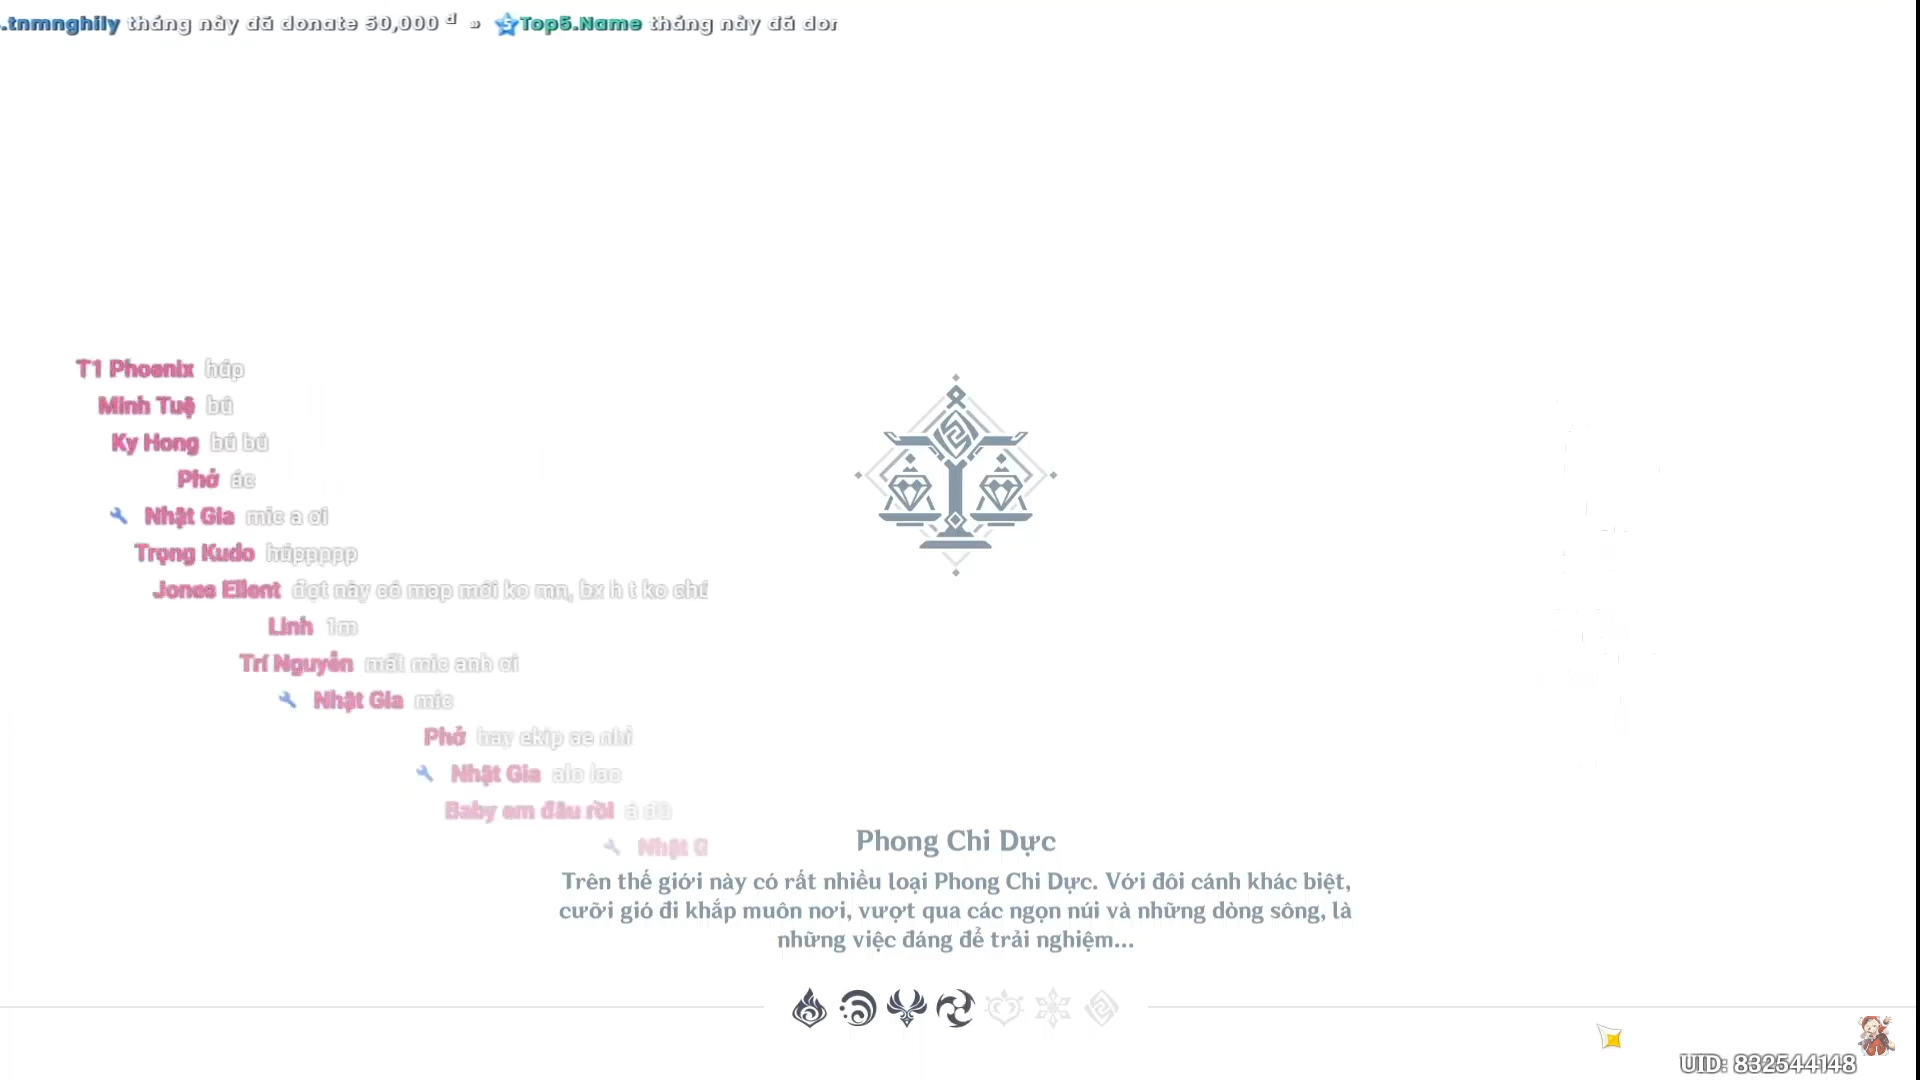 .tnmnghily tháng này đã donate 50,000 đ Top5.Name tháng này đã
T1 Phoenix húp
Minh Tuệ bú
Ky Hong bú bú
Phở ác
Nhật Gia mic a ơi
Trọng Kudo húppppp
Jones Ellent đợt này có map mới ko mn, bx h t ko chú
Linh 1m
Trí Nguyễn mất mic anh ơi
Nhật Gia mic
Phở hay ekip ae nhỉ
Nhật Gia alo
Baby em đâu rồi á đù
Nhật G
Phong Chi Dực
Trên thế giới này có rất nhiều loại Phong Chi Dực. Với đôi cánh khác biệt,
cưỡi gió đi khắp muôn nơi, vượt qua các ngọn núi và những dòng sông, là
những việc đáng để trải nghiệm...
UID: 832544148